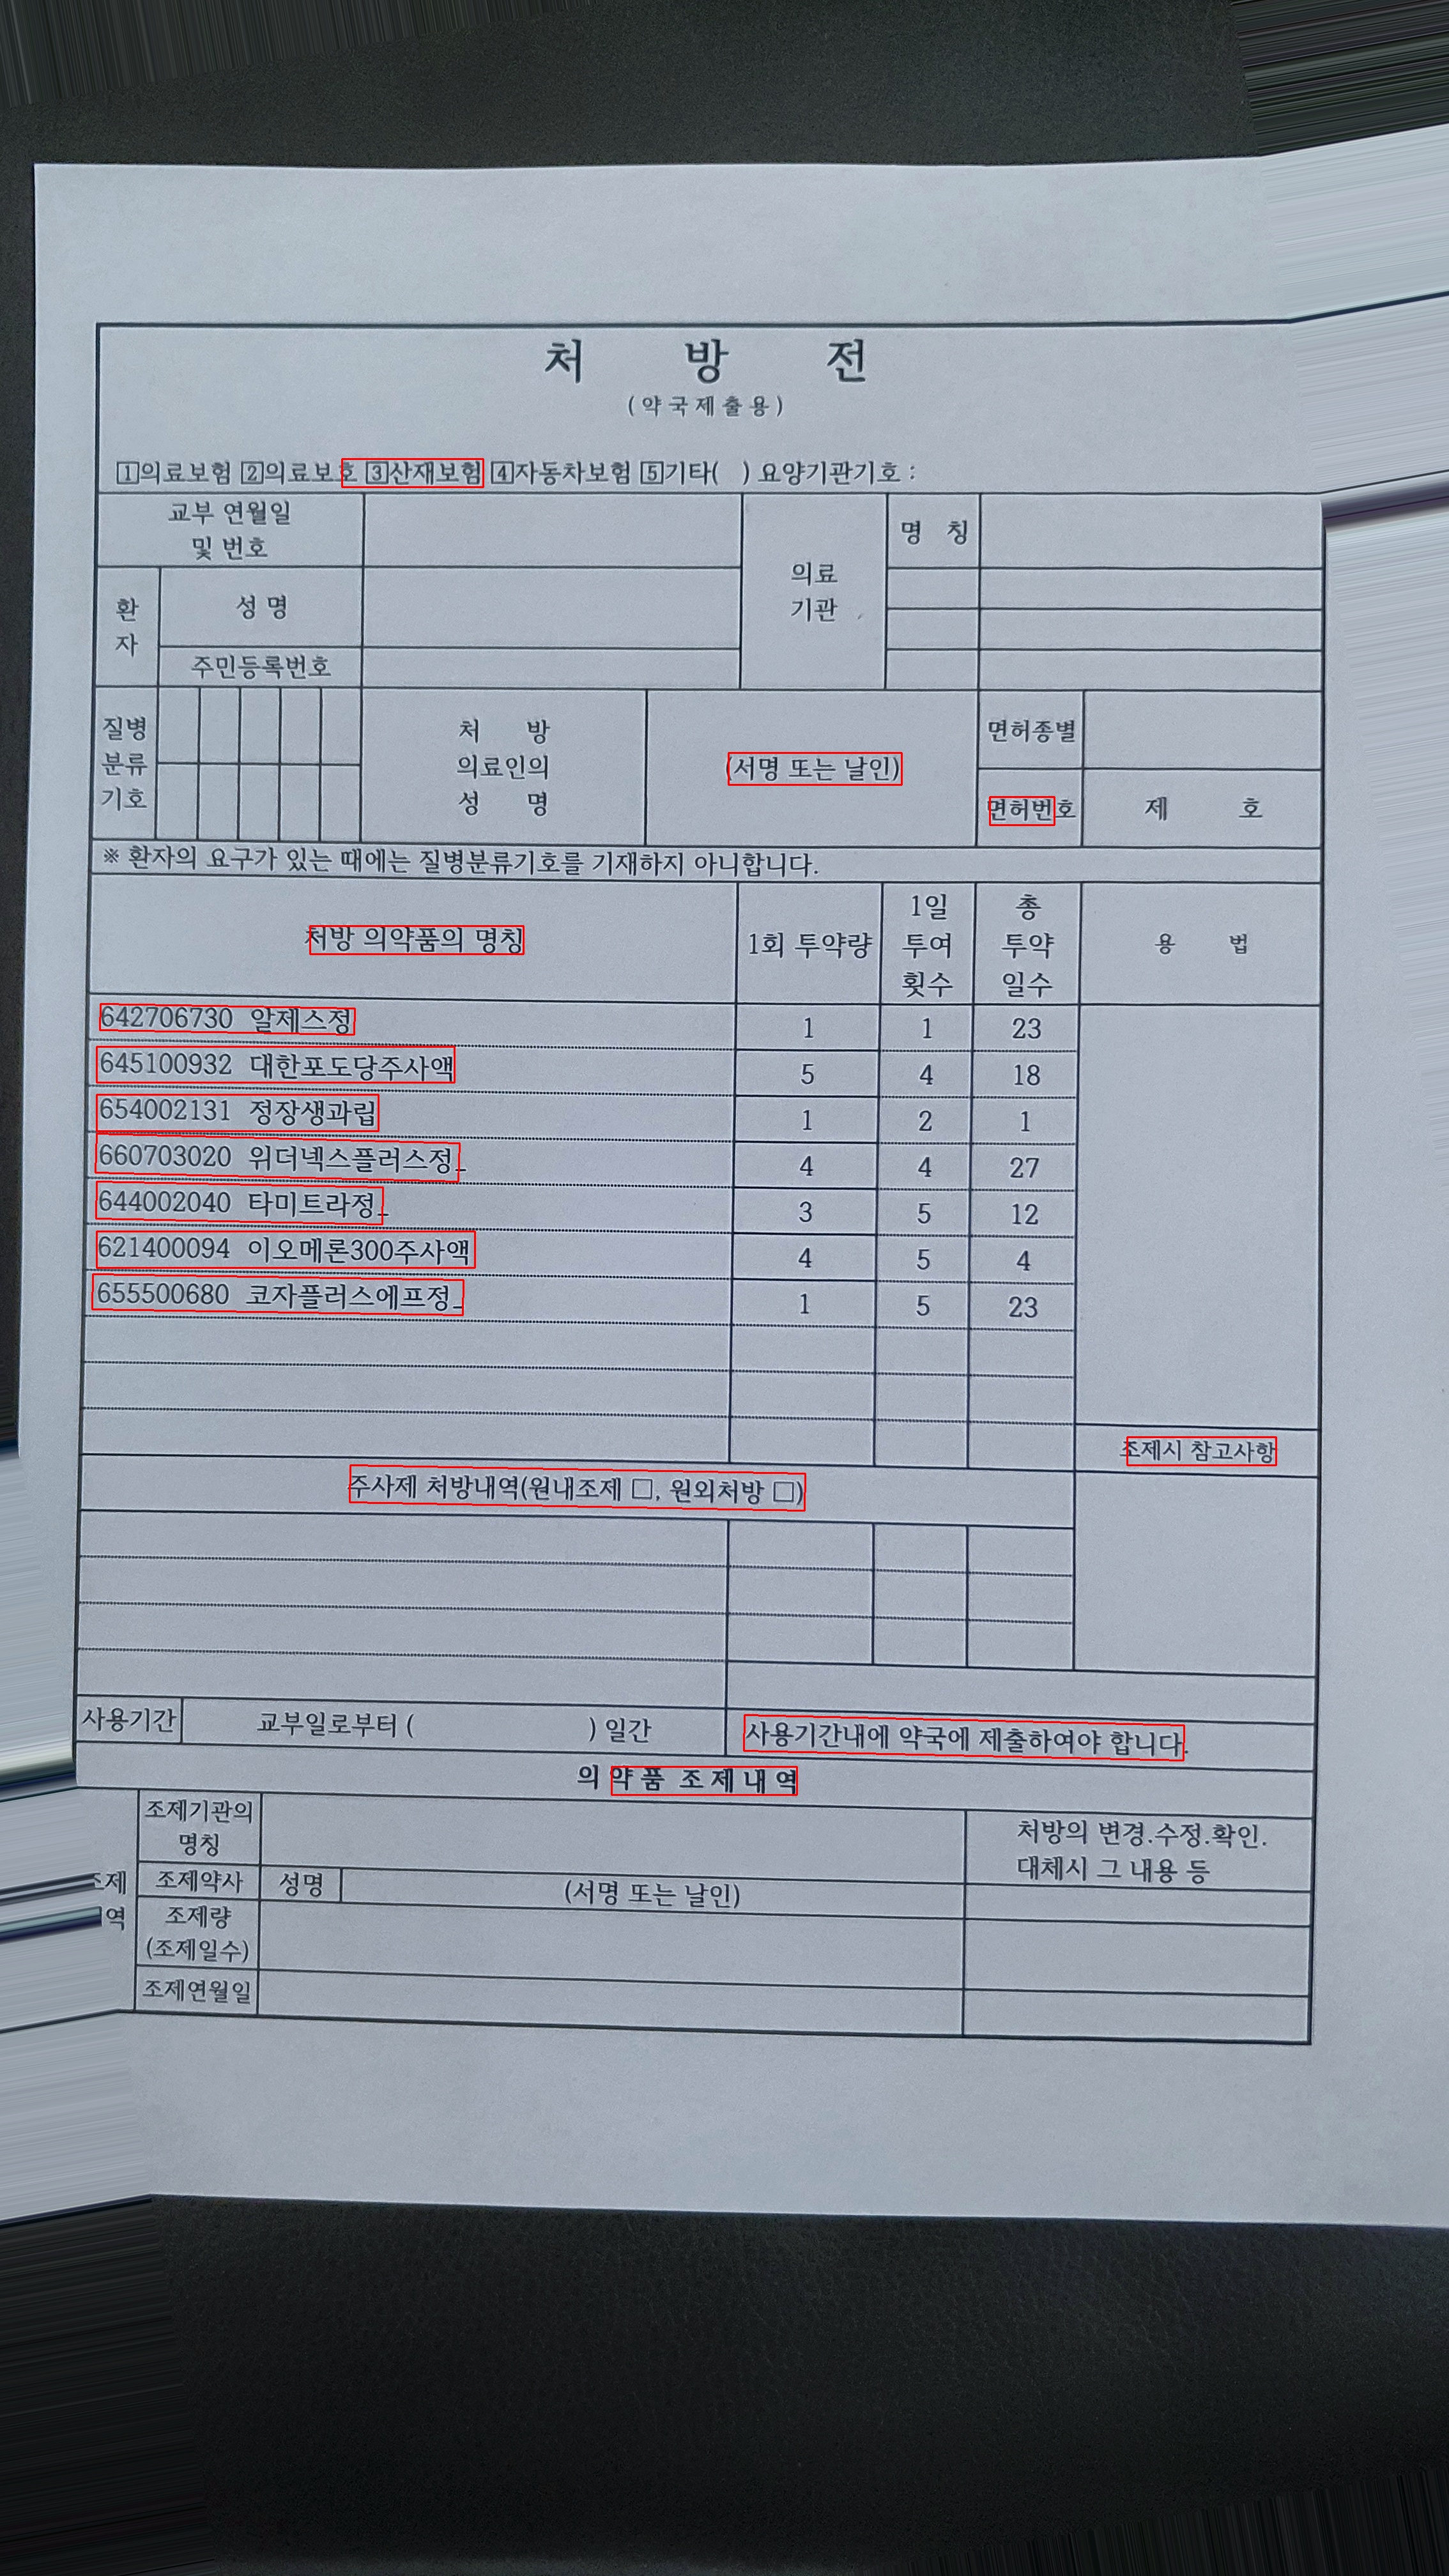 처 방 전
(약국제출용)
1의료보험 2의료보호 3산재보험 4자동차보험 5기타( ) 요양기관기호 :
교부 연월일
및 번호
의료
기관
명 칭
환
자
성 명
주민등록번호
질병
분류
기호
처 방
의료인의
성 명
(서명 또는 날인)
면허종별
면허번호
제 호
※ 환자의 요구가 있는 때에는 질병분류기호를 기재하지 아니합니다.
처방 의약품의 명칭
1회 투약량
1일
투여
횟수
총
투약
일수
용 법
642706730 알제스정 1 1 23
645100932 대한포도당주사액 5 4 18
654002131 정장생과립 1 2 1
660703020 위더넥스플러스정_ 4 4 27
644002040 타미트라정_ 3 5 12
621400094 이오메론300주사액 4 5 4
655500680 코자플러스에프정_ 1 5 23
조제시 참고사항
주사제 처방내역(원내조제 □, 원외처방 □)
사용기간 교부일로부터 ( ) 일간 사용기간내에 약국에 제출하여야 합니다.
의 약 품 조 제 내 역
조제기관의
명칭
처방의 변경.수정.확인.
대체시 그 내용 등
조제
역
조제약사 성명 (서명 또는 날인)
조제량
(조제일수)
조제연월일